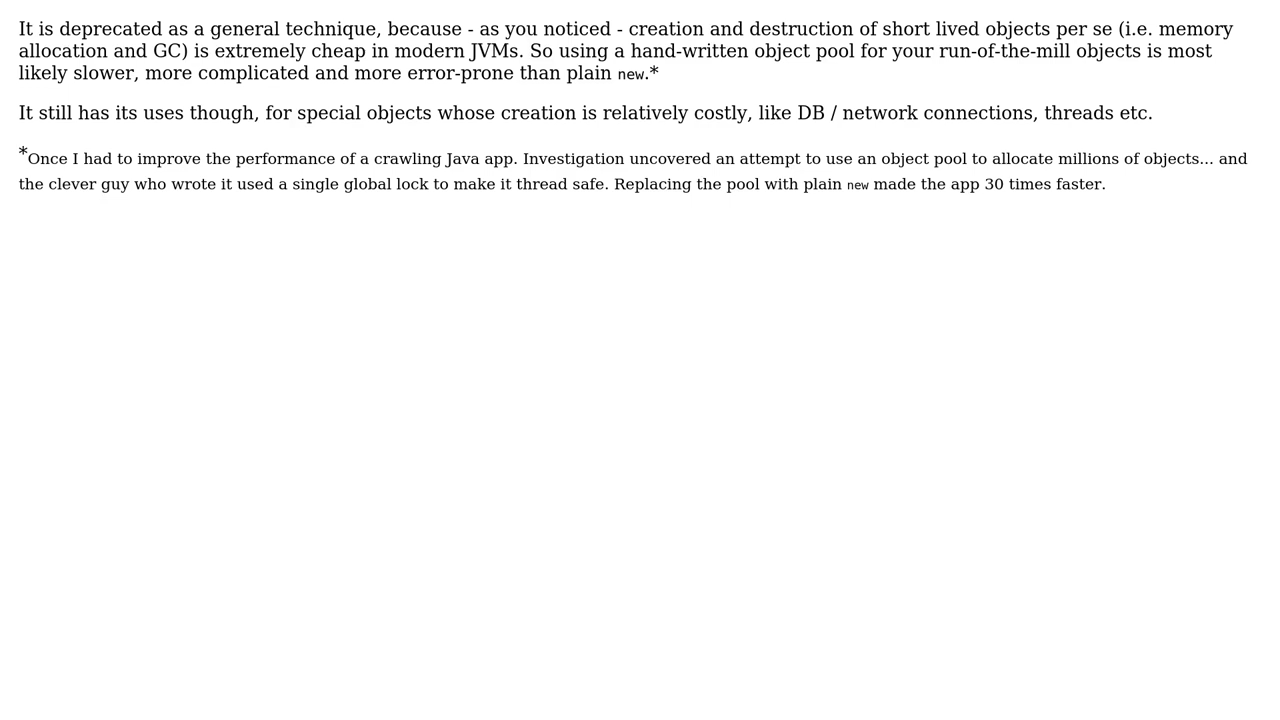 It is deprecated as a general technique, because - as you noticed - creation and destruction of short lived objects per se (i.e. memory
allocation and GC) is extremely cheap in modern JVMs. So using a hand-written object pool for your run-of-the-mill objects is most
likely slower, more complicated and more error-prone than plain new.*
It still has its uses though, for special objects whose creation is relatively costly, like DB / network connections, threads etc.
*Once I had to improve the performance of a crawling Java app. Investigation uncovered an attempt to use an object pool to allocate millions of objects... and
the clever guy who wrote it used a single global lock to make it thread safe. Replacing the pool with plain new made the app 30 times faster.